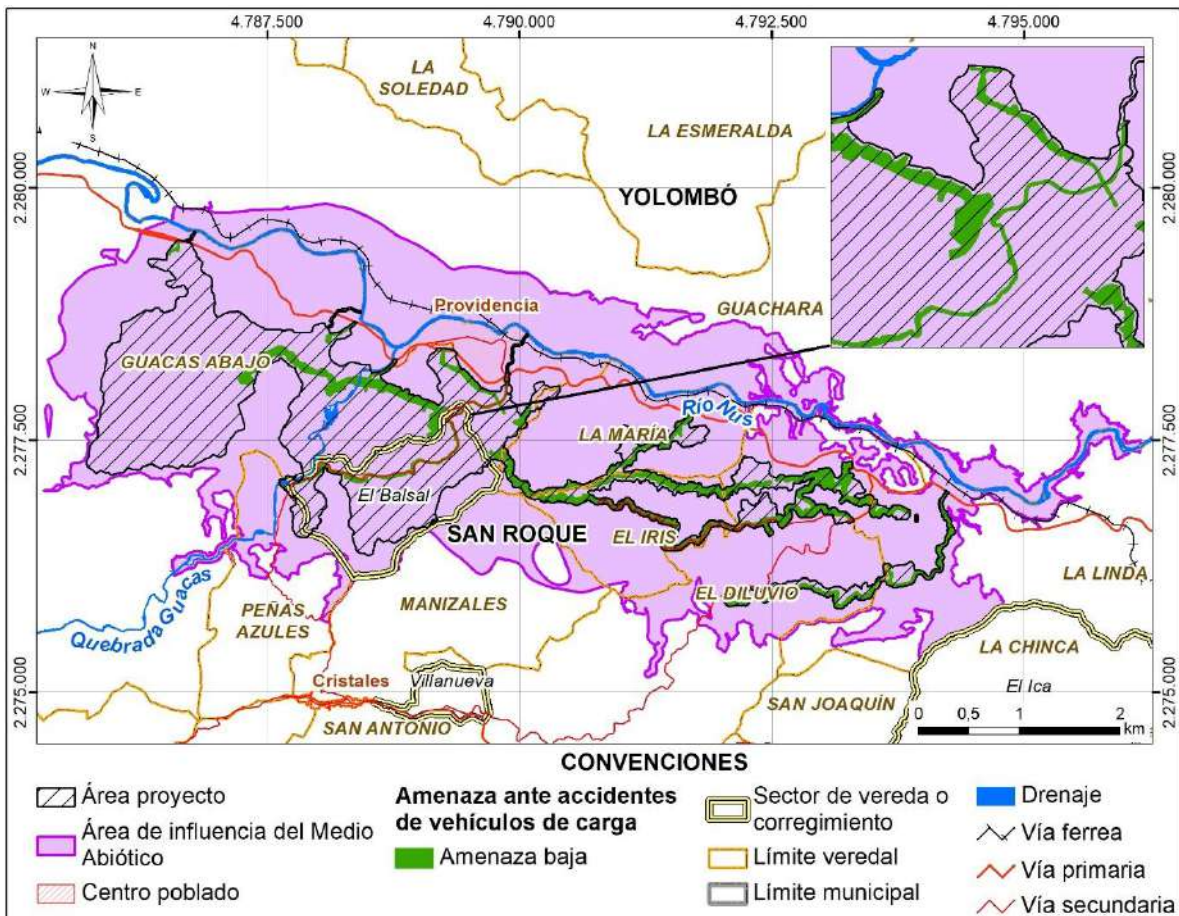 4.787.500
4.790.000
4.792.500
4.795.000
N
W
E
S
LA
SOLEDAD
LA ESMERALDA
2.280.000
2.280.000
YOLOMBÓ
Providencia
GUACHARA
GUACAS ABAJO
Río Nus
2.277.500
2.277.500
LA MARÍA
El Balsal
SAN ROQUE
EL IRIS
Quebrada Guacas
PEÑAS
AZULES
MANIZALES
EL DILUVIO
LA LINDA
LA CHINCA
Cristales
Villanueva
El Ica
2.275.000
2.275.000
SAN ANTONIO
SAN JOAQUÍN
0 0,5 1 2
km
CONVENCIONES
Área proyecto
Área de influencia del Medio
Abiótico
Centro poblado
Amenaza ante accidentes
de vehículos de carga
Amenaza baja
Sector de vereda o
corregimiento
Límite veredal
Límite municipal
Drenaje
Vía ferrea
Vía primaria
Vía secundaria